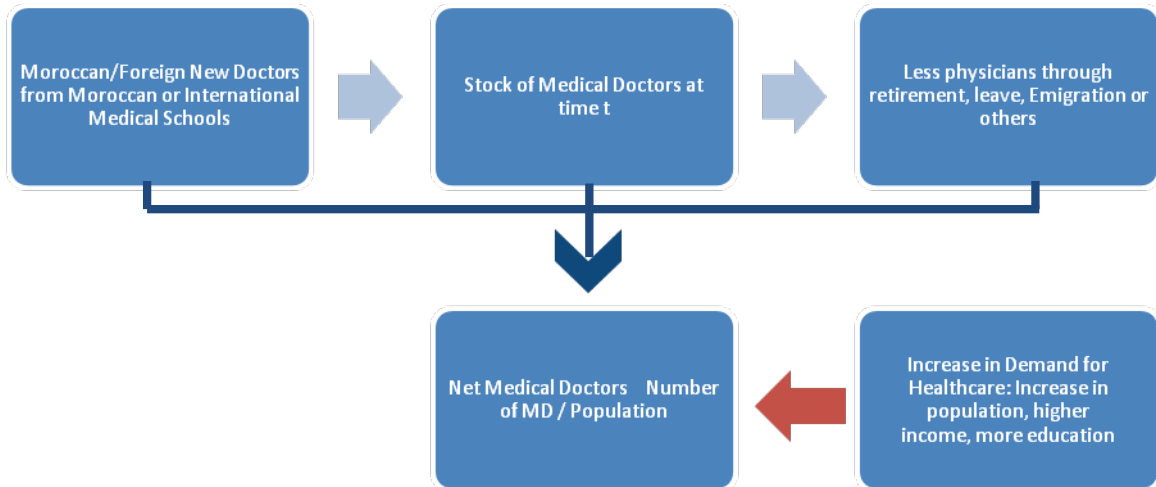 Moroccan/Foreign New Doctors
from Moroccan or International
Medical Schools
Stock of Medical Doctors at
time t
Less physicians through
retirement, leave, Emigration or
others
Net Medical Doctors Number
of MD / Population
Increase in Demand for
Healthcare: Increase in
population, higher
income, more education